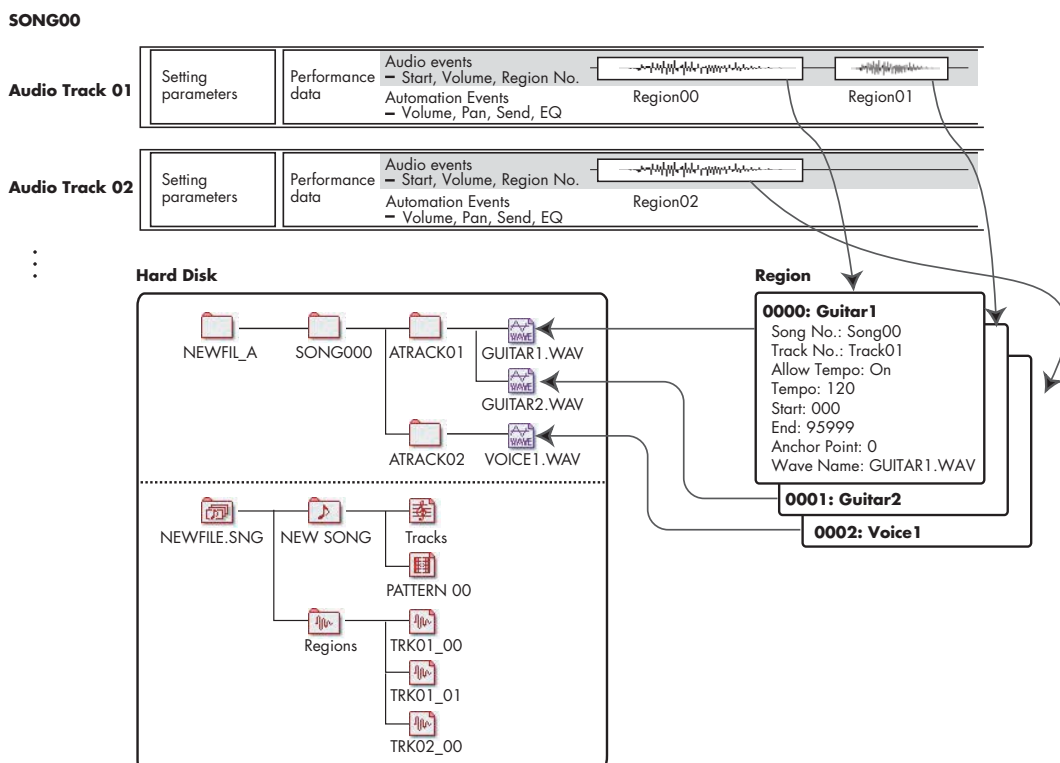 SONG00
Audio Track 01
Setting
parameters
Performance
data
Audio events
– Start, Volume, Region No.
Automation Events
– Volume, Pan, Send, EQ
Region00
Region01
Audio Track 02
Setting
parameters
Performance
data
Audio events
– Start, Volume, Region No.
Automation Events
– Volume, Pan, Send, EQ
Region02
Hard Disk
NEWFIL_A
SONG000
ATRACK01
WAVE
GUITAR1.WAV
WAVE
GUITAR2.WAV
ATRACK02
WAVE
VOICE1.WAV
NEWFILE.SNG
NEW SONG
Tracks
PATTERN 00
Regions
TRK01_00
TRK01_01
TRK02_00
Region
0000: Guitar1
Song No.: Song00
Track No.: Track01
Allow Tempo: On
Tempo: 120
Start: 000
End: 95999
Anchor Point: 0
Wave Name: GUITAR1.WAV
0001: Guitar2
0002: Voice1